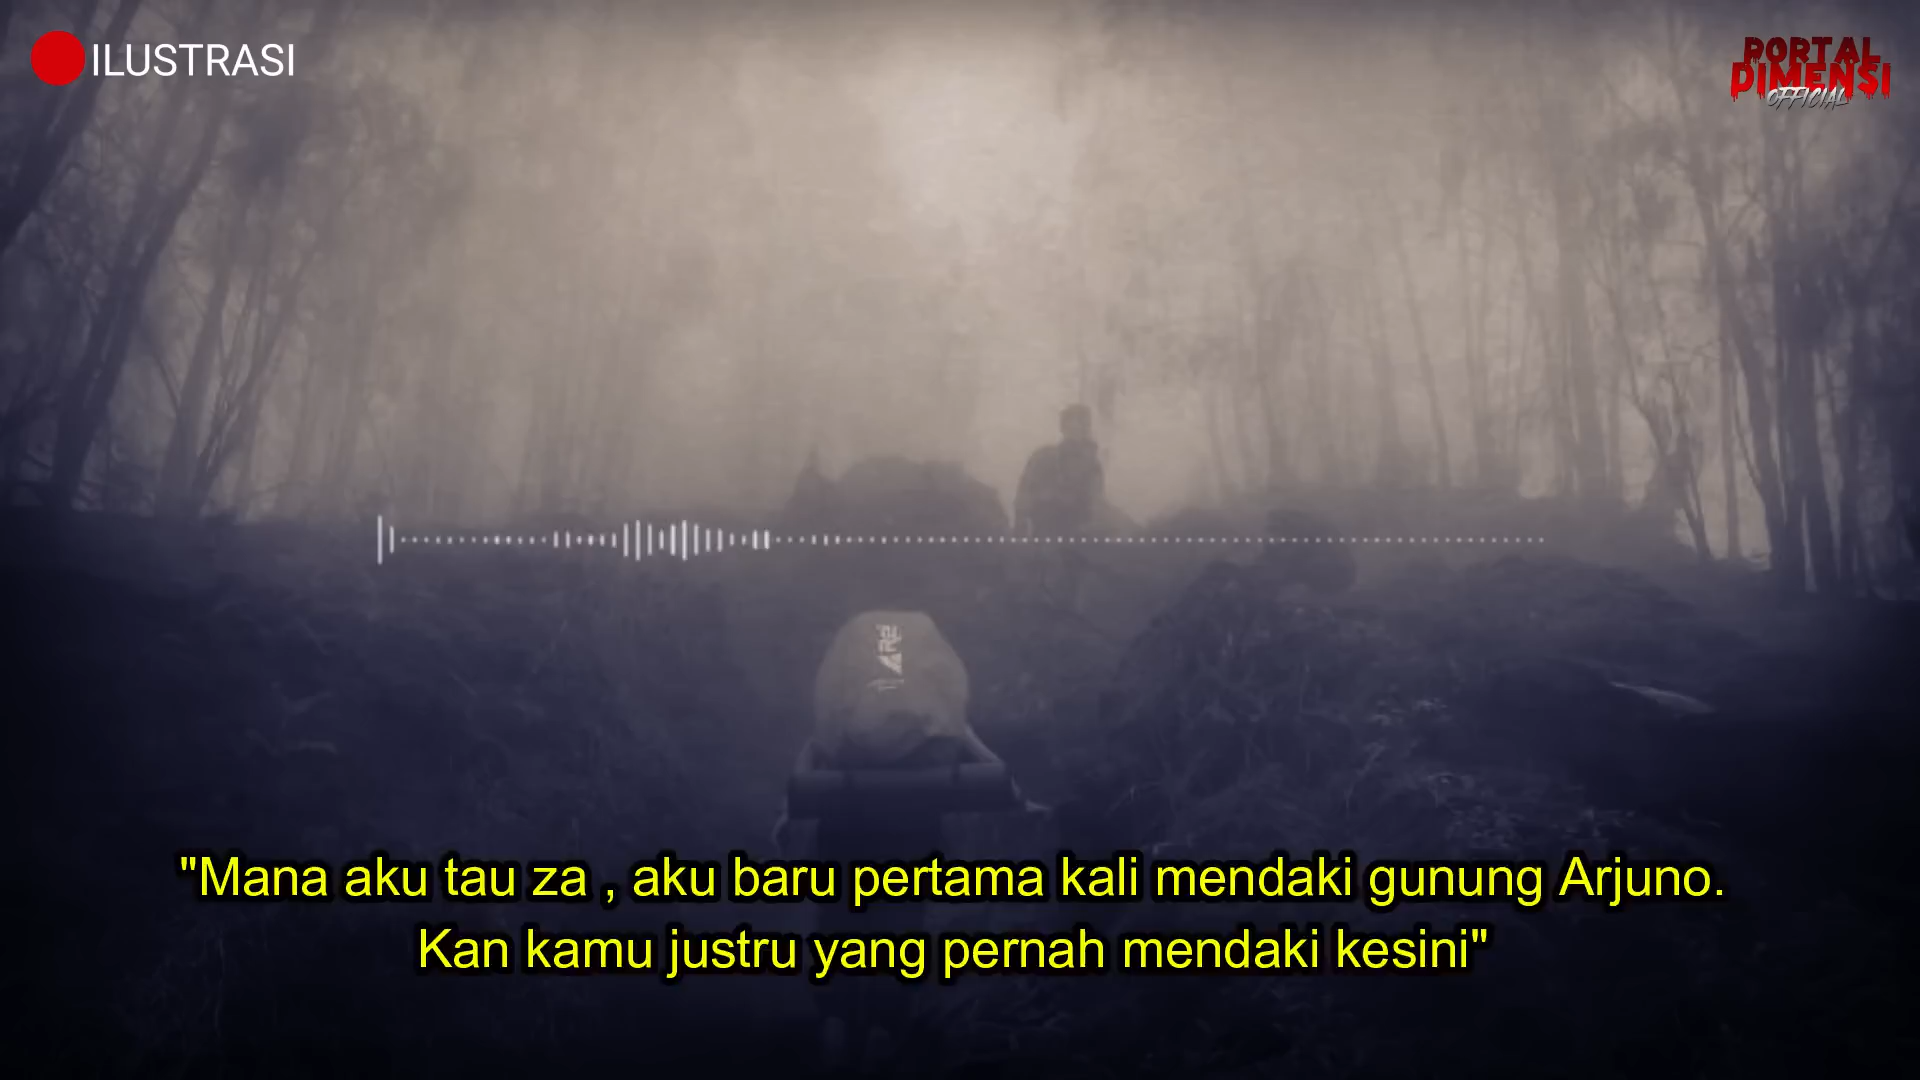 ILUSTRASI
PORTAL
DIMENSI
OFFICIAL
"Mana aku tau za , aku baru pertama kali mendaki gunung Arjuno.
Kan kamu justru yang pernah mendaki kesini"